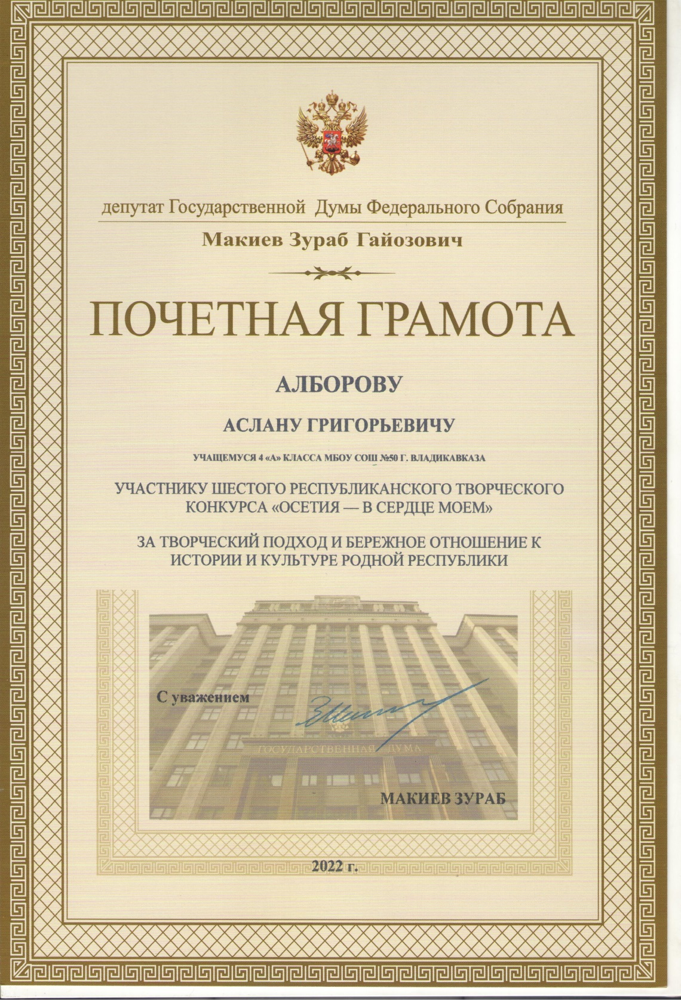 депутат Государственной Думы Федерального Собрания
Макиев Зураб Гайозович
ПОЧЕТНАЯ ГРАМОТА
АЛБОРОВУ
АСЛАНУ ГРИГОРЬЕВИЧУ
УЧАЩЕМУСЯ 4 «А» КЛАССА МБОУ СОШ №50 Г. ВЛАДИКАВКАЗА
УЧАСТНИКУ ШЕСТОГО РЕСПУБЛИКАНСКОГО ТВОРЧЕСКОГО
КОНКУРСА «ОСЕТИЯ — В СЕРДЦЕ МОЕМ»
ЗА ТВОРЧЕСКИЙ ПОДХОД И БЕРЕЖНОЕ ОТНОШЕНИЕ К
ИСТОРИИ И КУЛЬТУРЕ РОДНОЙ РЕСПУБЛИКИ
С уважением
ГОСУДАРСТВЕННАЯ ДУМА
МАКИЕВ ЗУРАБ
2022 г.